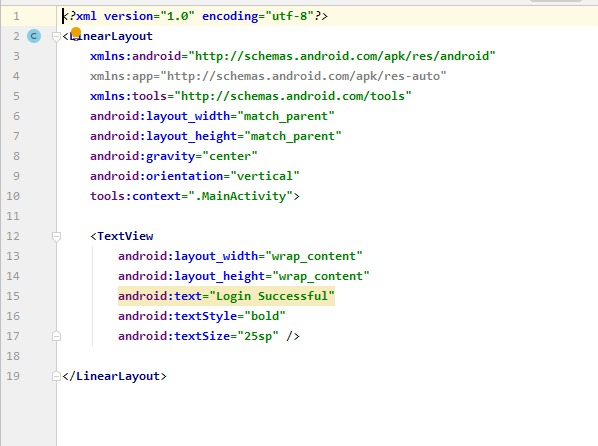 1 <?xml version="1.0" encoding="utf-8"?>
2 C <LinearLayout
3 xmlns:android="http://schemas.android.com/apk/res/android"
4 xmlns:app="http://schemas.android.com/apk/res-auto"
5 xmlns:tools="http://schemas.android.com/tools"
6 android:layout_width="match_parent"
7 android:layout_height="match_parent"
8 android:gravity="center"
9 android:orientation="vertical"
10 tools:context=".MainActivity">
11
12 <TextView
13 android:layout_width="wrap_content"
14 android:layout_height="wrap_content"
15 android:text="Login Successful"
16 android:textStyle="bold"
17 android:textSize="25sp" />
18
19 </LinearLayout>